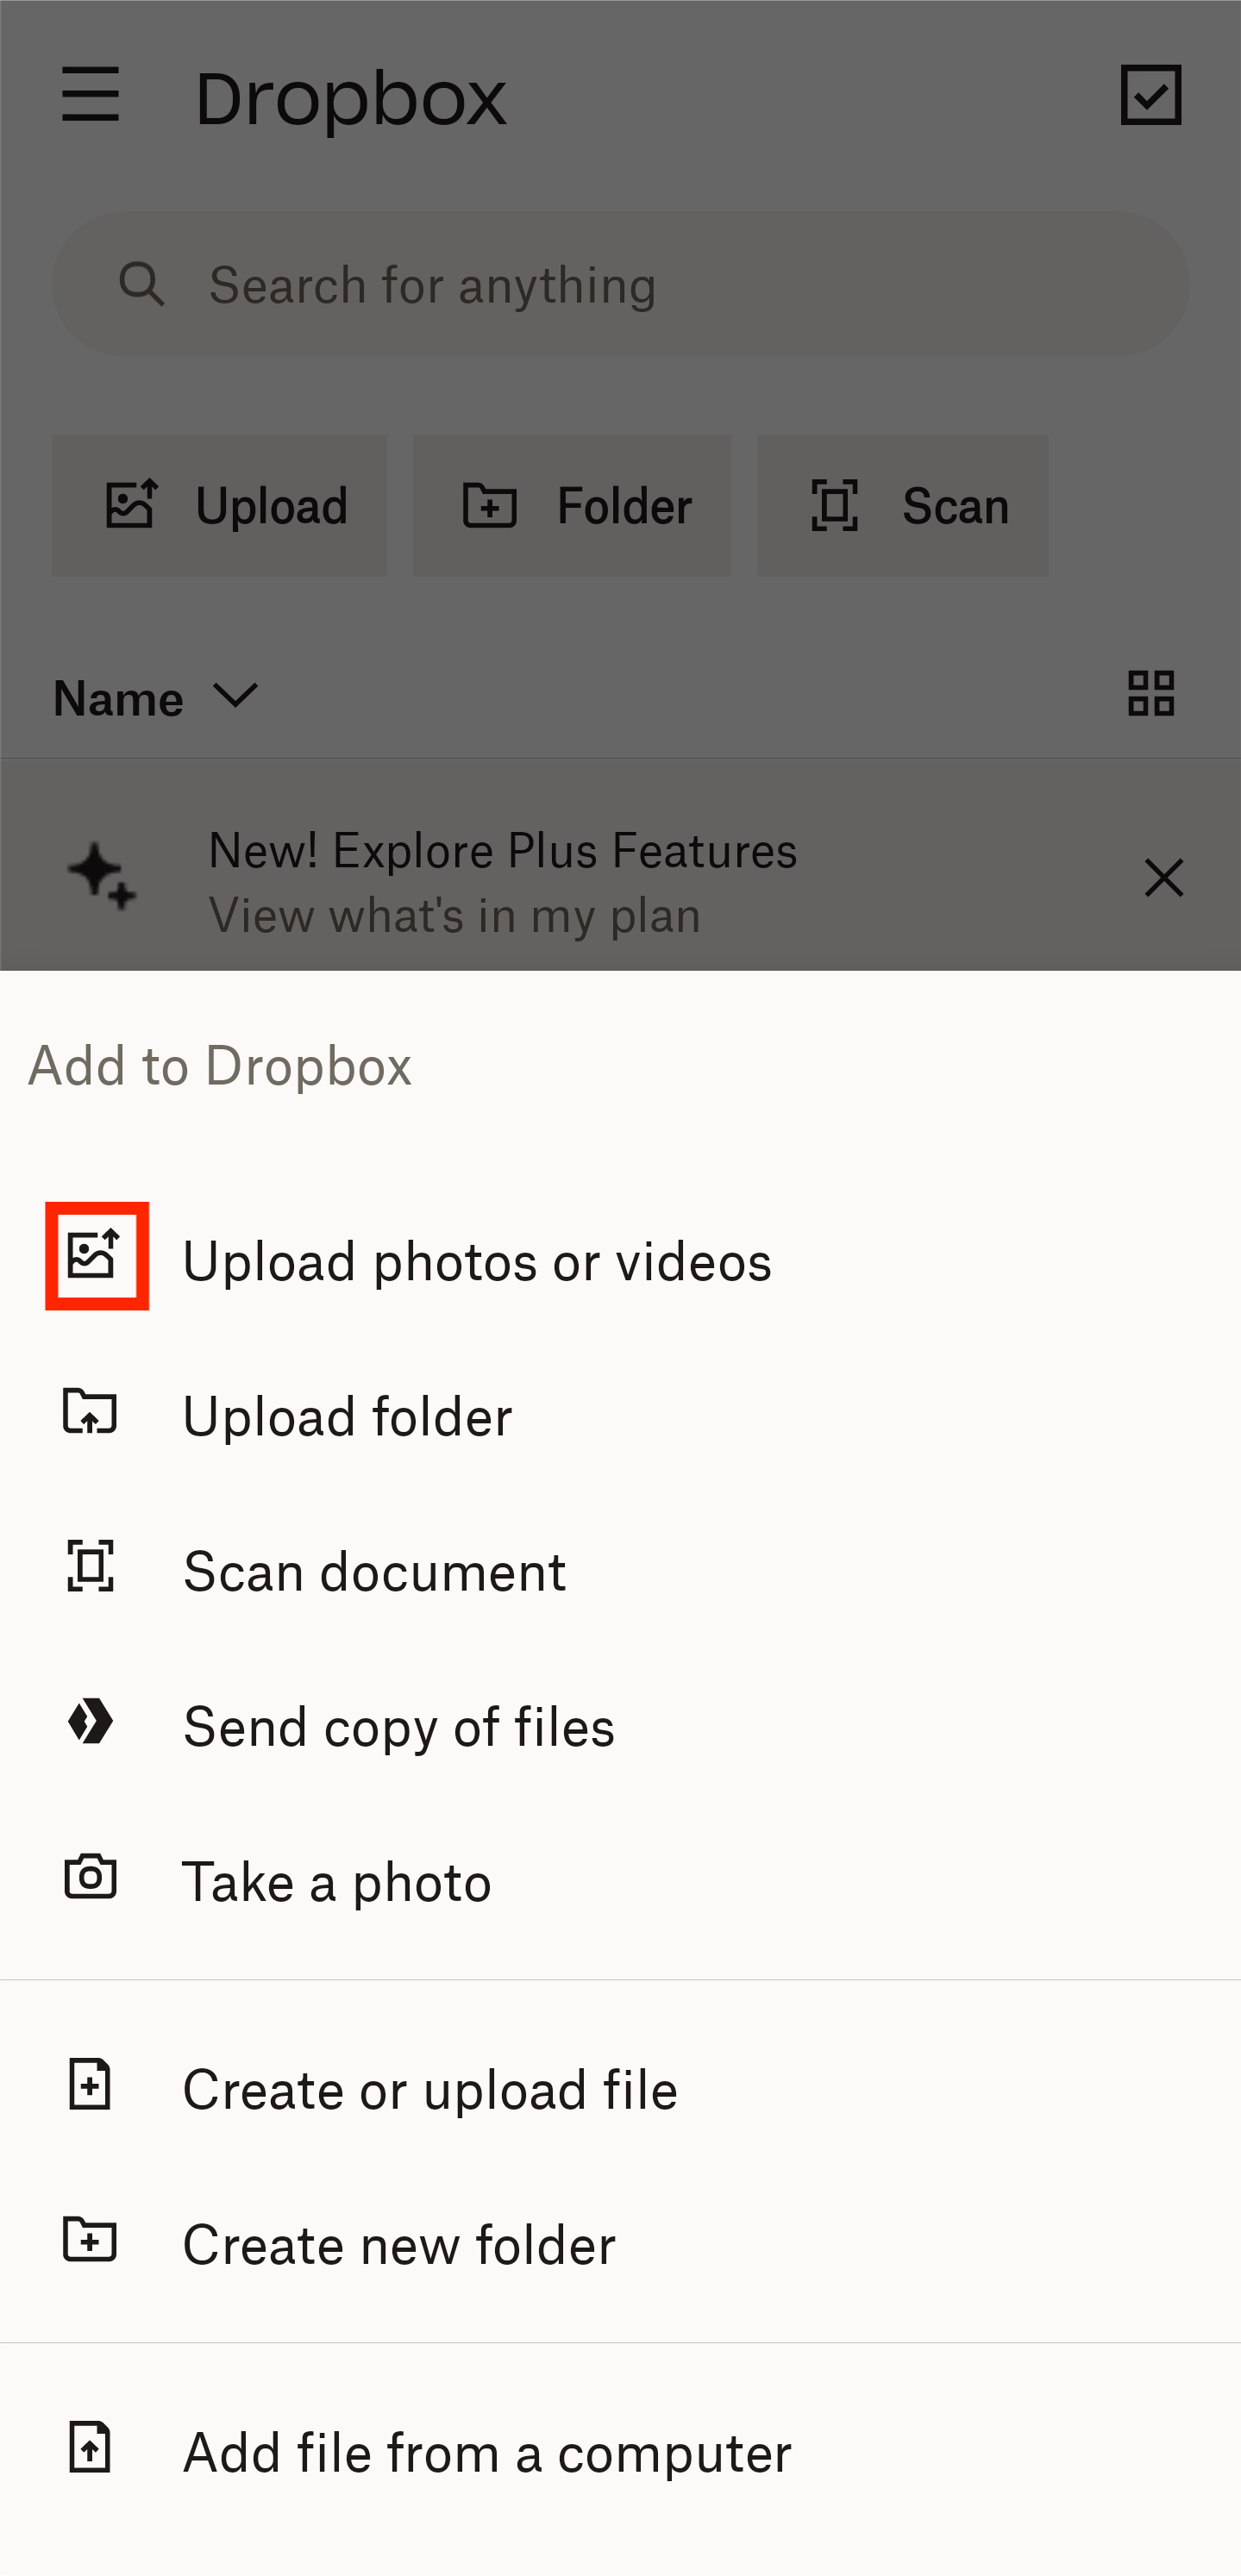 Dropbox
Search for anything
Upload
Folder
Scan
Name
New! Explore Plus Features
View what's in my plan
Add to Dropbox
Upload photos or videos
Upload folder
Scan document
Send copy of files
Take a photo
Create or upload file
Create new folder
Add file from a computer